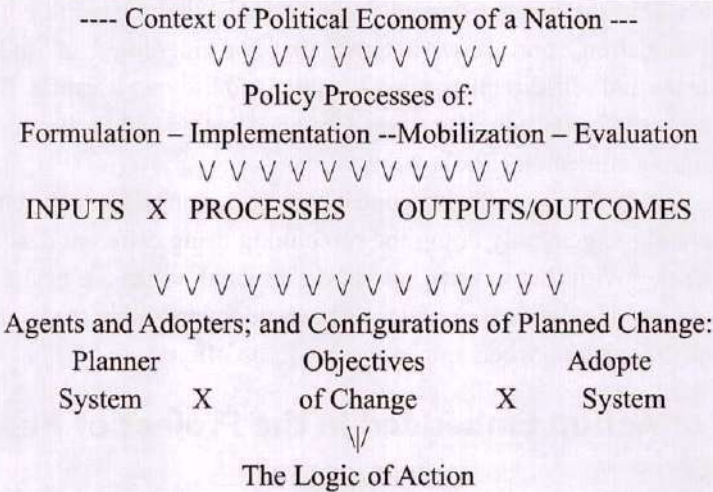 ---- Context of Political Economy of a Nation ---
\/ \/ \/ \/ \/ \/ \/ \/ \/ \/
Policy Processes of:
Formulation – Implementation --Mobilization – Evaluation
\/ \/ \/ \/ \/ \/ \/ \/ \/ \/ \/
INPUTS X PROCESSES OUTPUTS/OUTCOMES
\/ \/ \/ \/ \/ \/ \/ \/ \/ \/ \/ \/ \/ \/
Agents and Adopters; and Configurations of Planned Change:
Planner Objectives Adopte
System X of Change X System
\|/
The Logic of Action